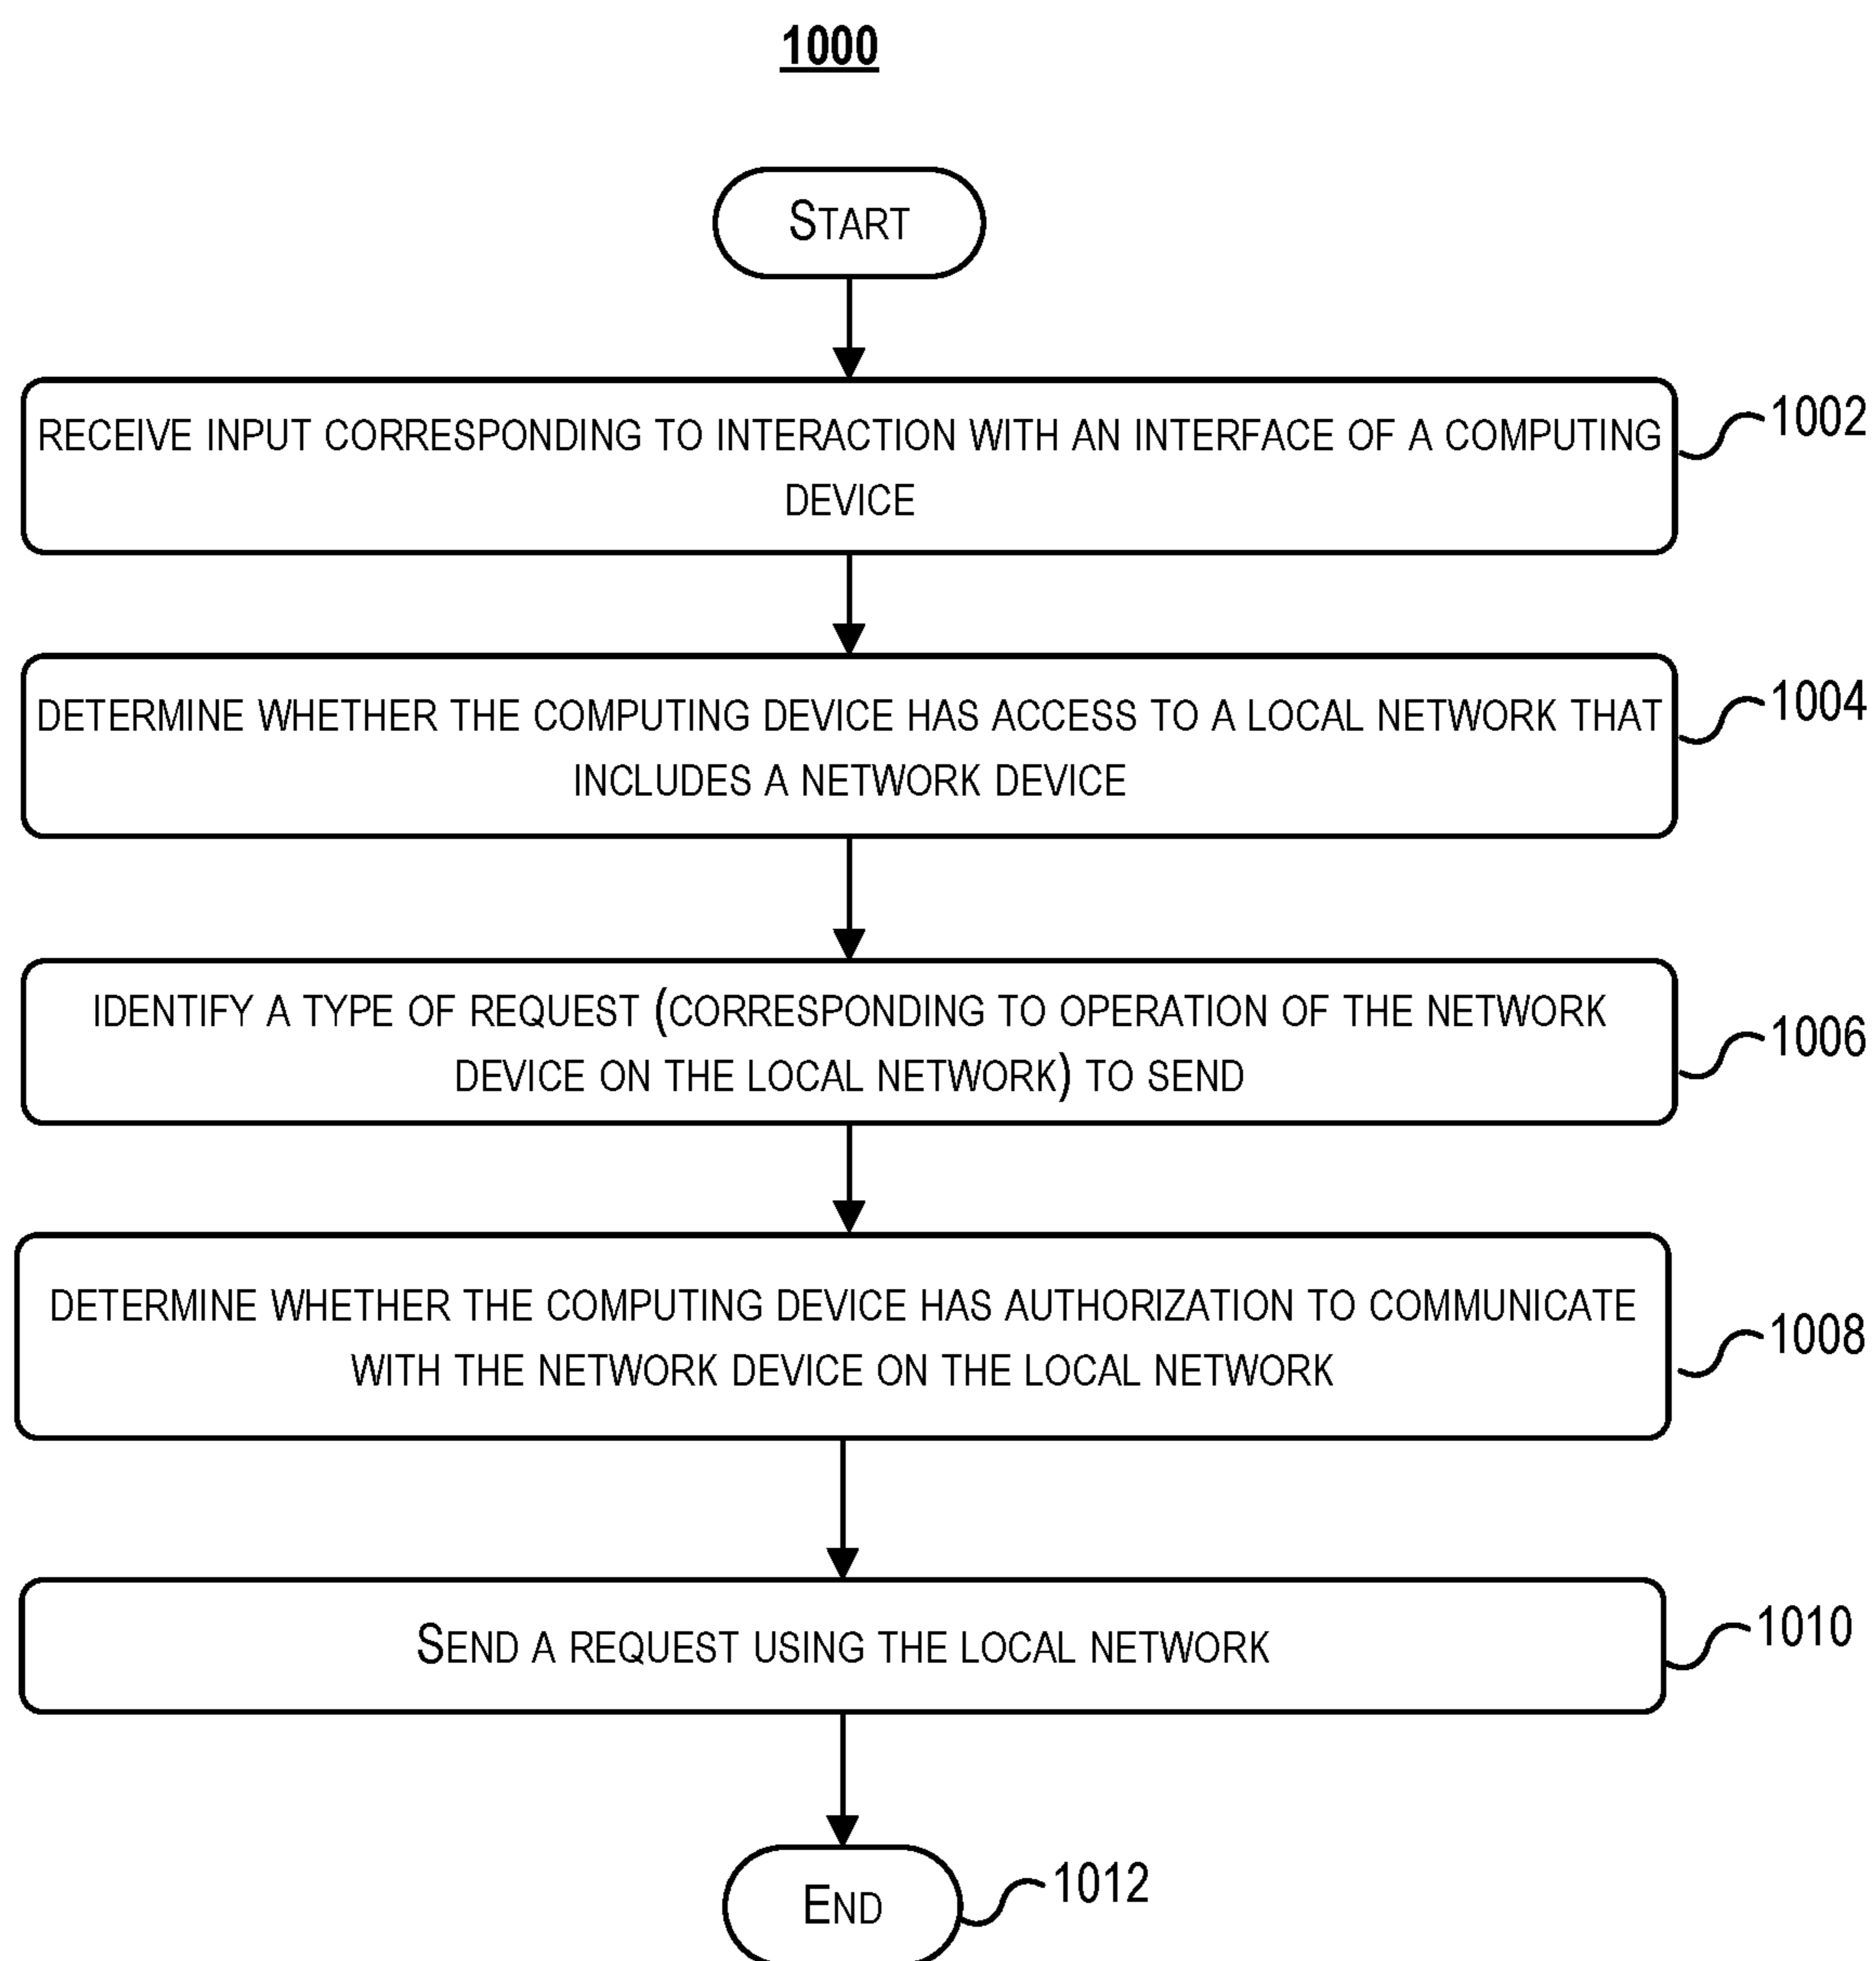 1000
START
RECEIVE INPUT CORRESPONDING TO INTERACTION WITH AN INTERFACE OF A COMPUTING
DEVICE
1002
DETERMINE WHETHER THE COMPUTING DEVICE HAS ACCESS TO A LOCAL NETWORK THAT
INCLUDES A NETWORK DEVICE
1004
IDENTIFY A TYPE OF REQUEST (CORRESPONDING TO OPERATION OF THE NETWORK
DEVICE ON THE LOCAL NETWORK) TO SEND
1006
DETERMINE WHETHER THE COMPUTING DEVICE HAS AUTHORIZATION TO COMMUNICATE
WITH THE NETWORK DEVICE ON THE LOCAL NETWORK
1008
SEND A REQUEST USING THE LOCAL NETWORK
1010
END
1012